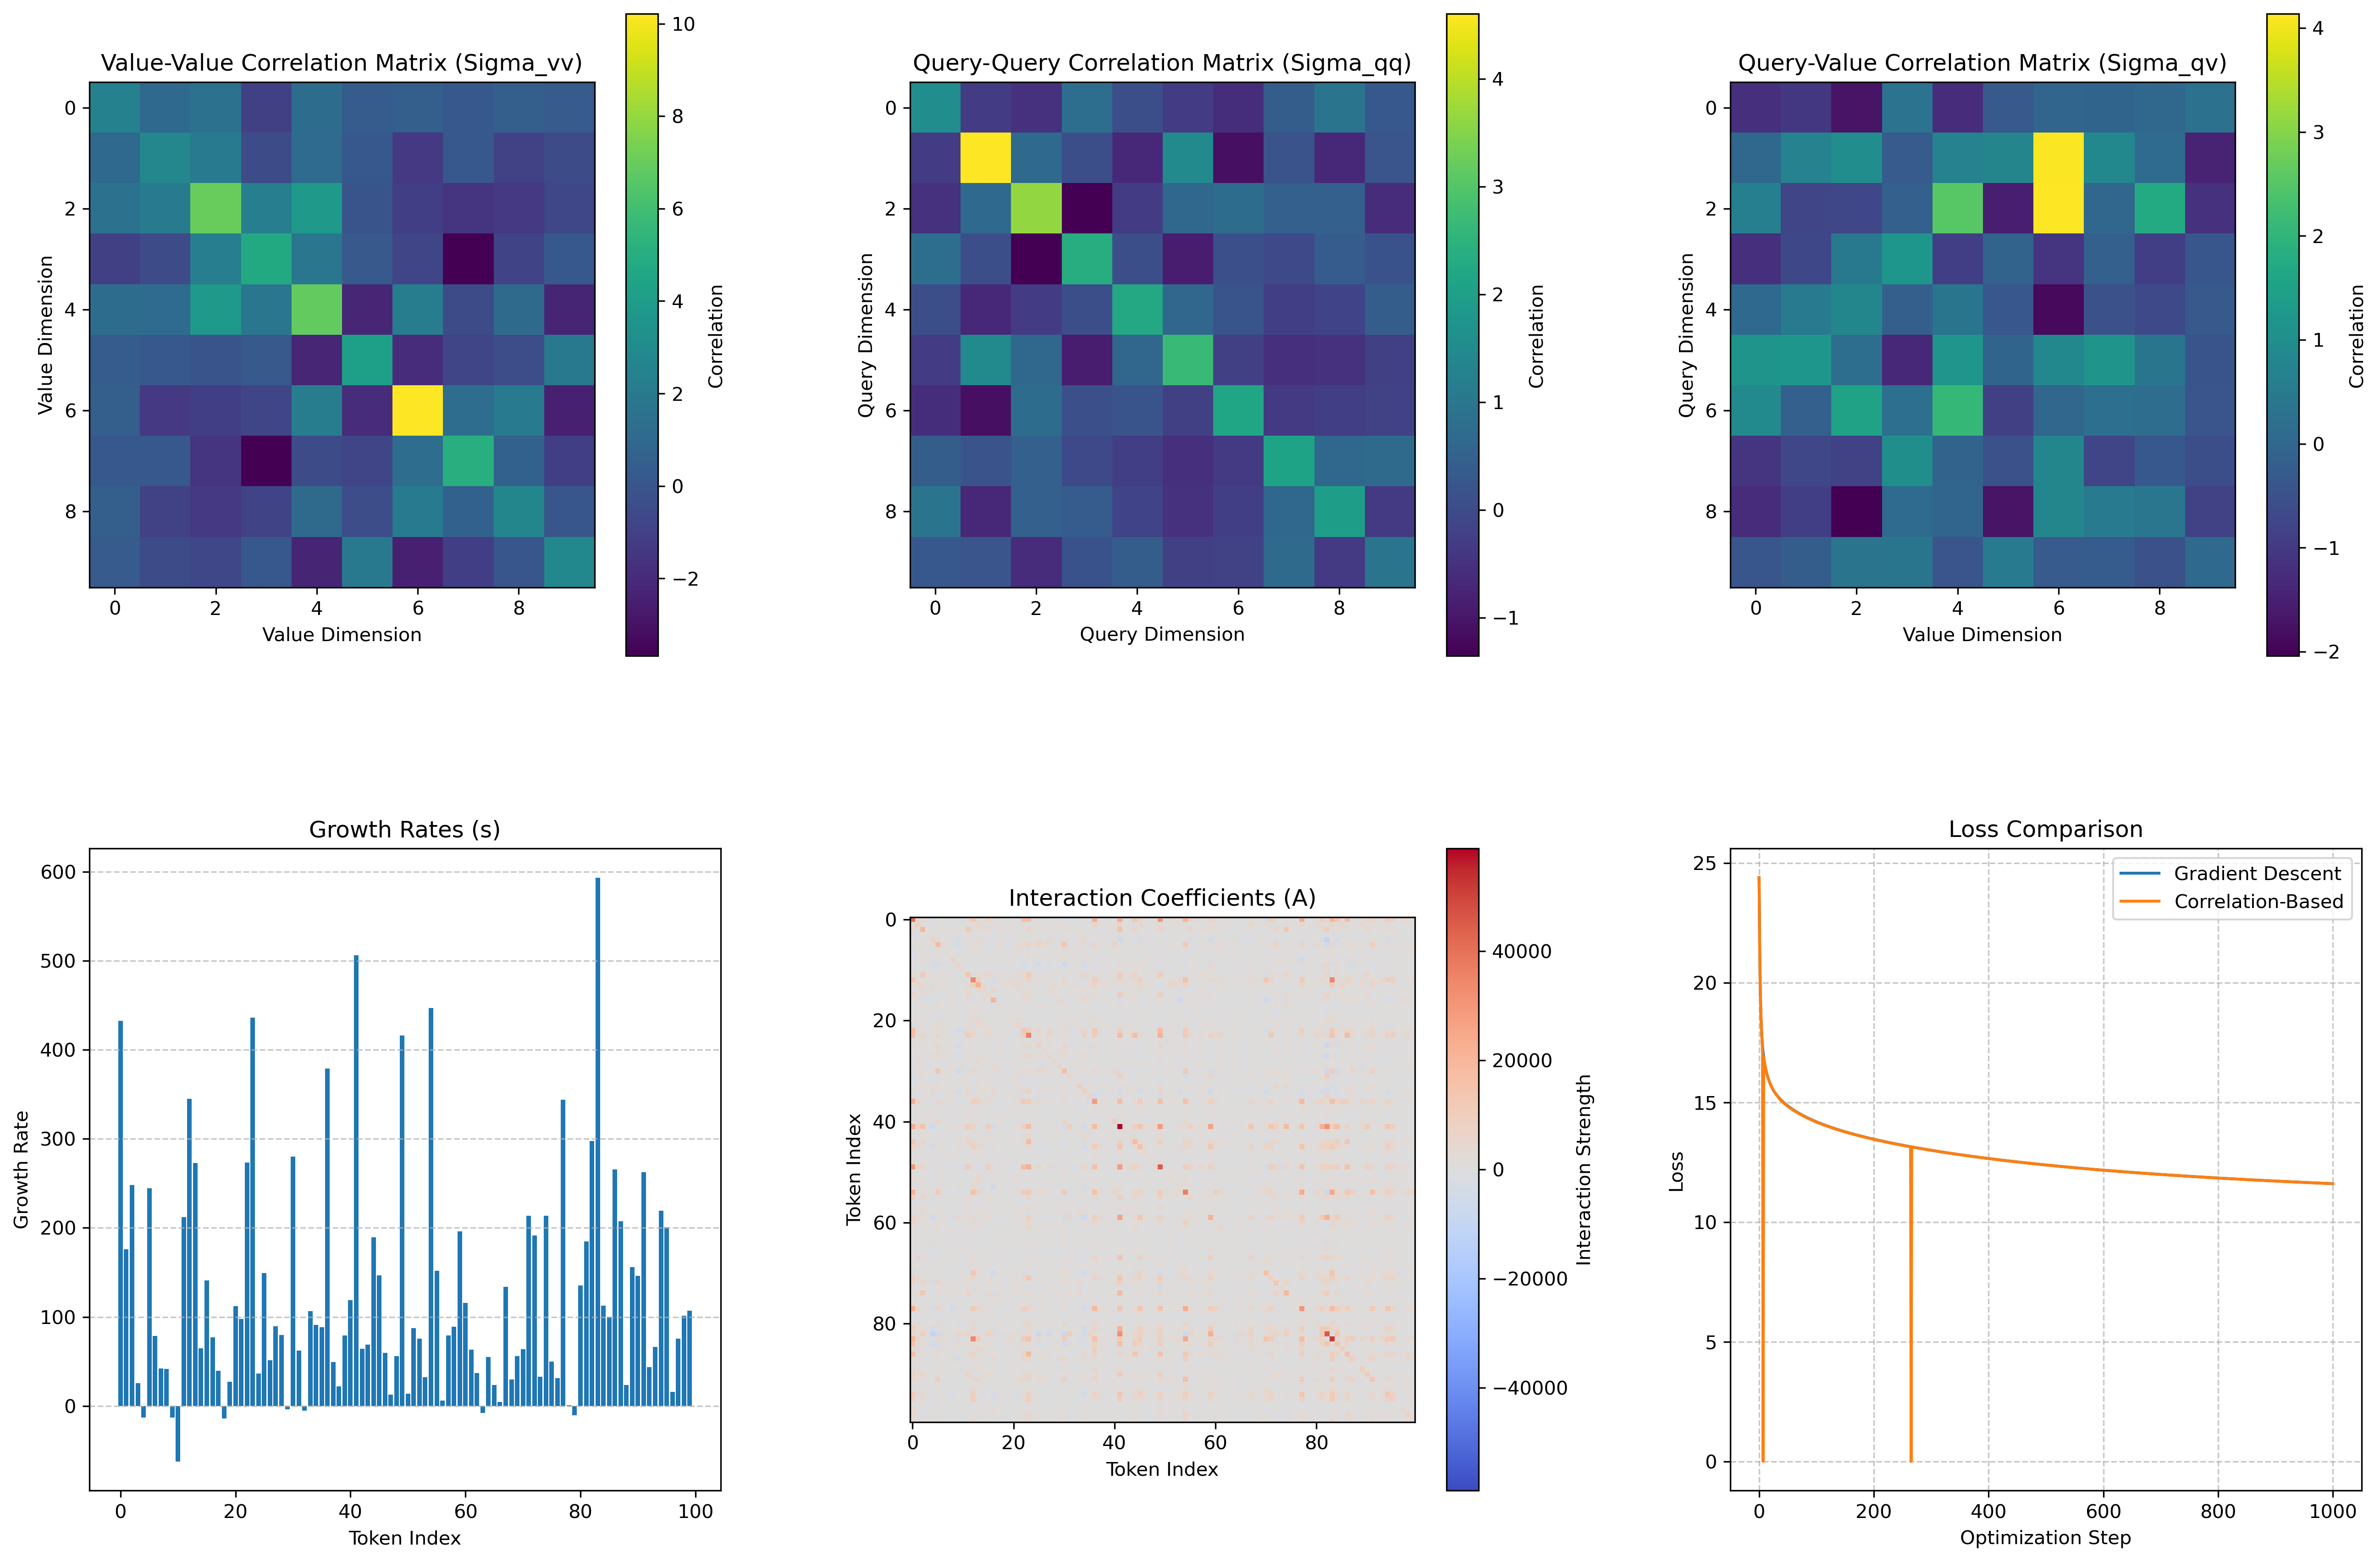 Value-Value Correlation Matrix (Sigma_vv)
0
2
4
6
8
Value Dimension
0 2 4 6 8
Value Dimension
10
8
6
4
2
0
−2
Correlation
Query-Query Correlation Matrix (Sigma_qq)
0
2
4
6
8
Query Dimension
0 2 4 6 8
Query Dimension
4
3
2
1
0
−1
Correlation
Query-Value Correlation Matrix (Sigma_qv)
0
2
4
6
8
Query Dimension
0 2 4 6 8
Value Dimension
4
3
2
1
0
−1
−2
Correlation
Growth Rates (s)
600
500
400
300
200
100
0
Growth Rate
0 20 40 60 80 100
Token Index
Interaction Coefficients (A)
0
20
40
60
80
Token Index
0 20 40 60 80
Token Index
40000
20000
0
−20000
−40000
Interaction Strength
Loss Comparison
Gradient Descent
Correlation-Based
25
20
15
10
5
0
Loss
0 200 400 600 800 1000
Optimization Step